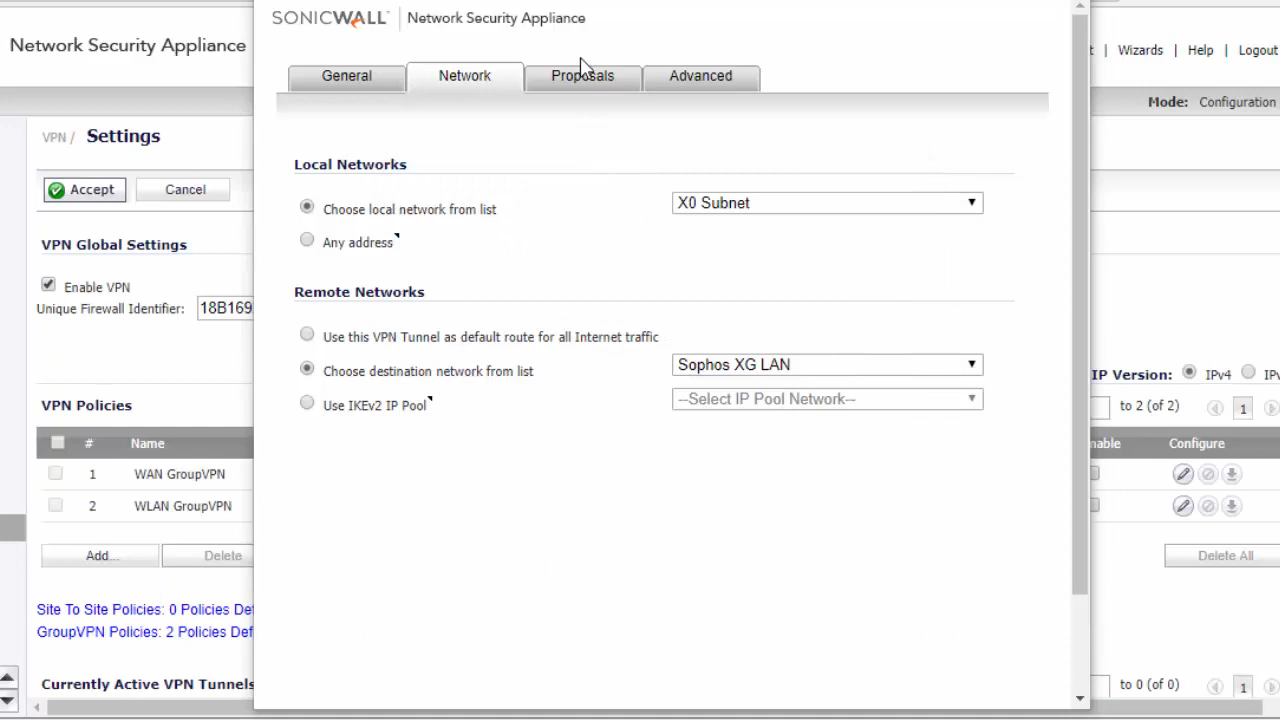 SONICWALL Network Security Appliance
Network Security Appliance
| Wizards | Help | Logout
General Network Proposals Advanced
Mode: Configuration
VPN / Settings
Accept Cancel
Local Networks
Choose local network from list X0 Subnet
Any address
VPN Global Settings
Enable VPN
Unique Firewall Identifier: 18B169
Remote Networks
Use this VPN Tunnel as default route for all Internet traffic
Choose destination network from list Sophos XG LAN
Use IKEv2 IP Pool --Select IP Pool Network--
IP Version: IPv4
VPN Policies
to 2 (of 2) 1
# Name Configure
1 WAN GroupVPN
2 WLAN GroupVPN
Add... Delete Delete All
Site To Site Policies: 0 Policies
GroupVPN Policies: 2 Policies
Currently Active VPN Tunnels
to 0 (of 0) 1